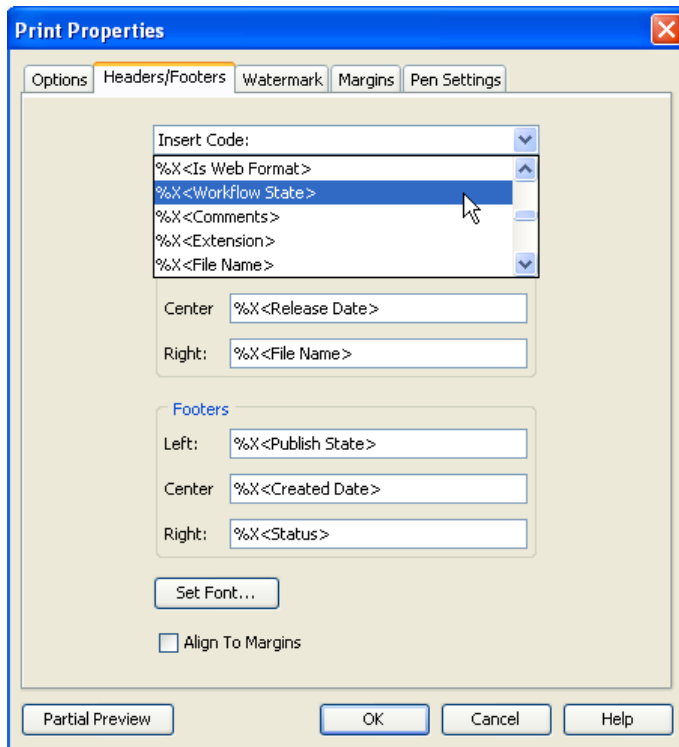 Print Properties
Options Headers/Footers Watermark Margins Pen Settings
Insert Code:
%X<Is Web Format>
%X<Workflow State>
%X<Comments>
%X<Extension>
%X<File Name>
Center %X<Release Date>
Right: %X<File Name>
Footers
Left: %X<Publish State>
Center %X<Created Date>
Right: %X<Status>
Set Font...
Align To Margins
Partial Preview OK Cancel Help